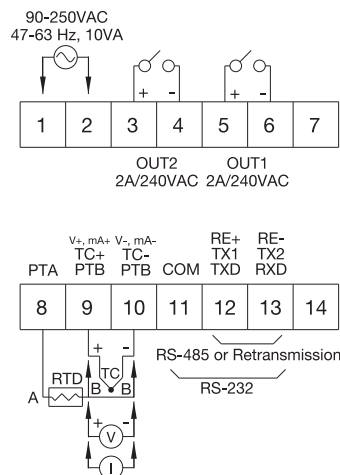 90-250VAC
47-63 Hz, 10VA
+ - + -
1 2 3 4 5 6 7
OUT2 OUT1
2A/240VAC 2A/240VAC
V+, mA+ V-, mA- RE+ RE-
TC+ TC- TX1 TX2
PTA PTB PTB COM TXD RXD
8 9 10 11 12 13 14
+ -
TC
RS-485 or Retransmission
RTD
B B
RS-232
A
+ -
V
I